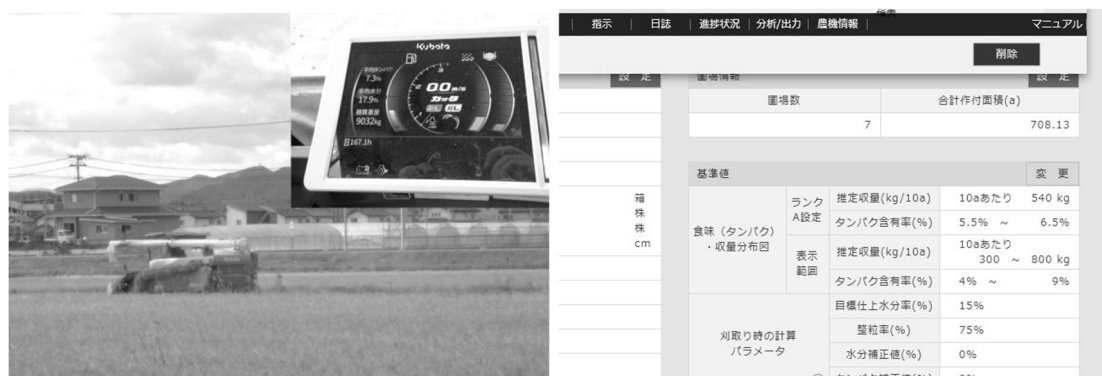 Kubota
平均タンパク
7.3%
平均水分
17.9%
積算重量
9032kg
0.0 m/s
167.1h
指示 日誌 進捗状況 分析/出力 農機情報 マニュアル
削除
設 定
圃場情報 設 定
圃場数 合計作付面積(a)
7 708.13
基準値 変 更
箱
株
株
cm
食味（タンパク）
・収量分布図
ランク
A設定
推定収量(kg/10a) 10aあたり 540 kg
タンパク含有率(%) 5.5% ～ 6.5%
表示
範囲
推定収量(kg/10a) 10aあたり
300 ～ 800 kg
タンパク含有率(%) 4% ～ 9%
刈取り時の計算
パラメータ
目標仕上水分率(%) 15%
整粒率(%) 75%
水分補正値(%) 0%